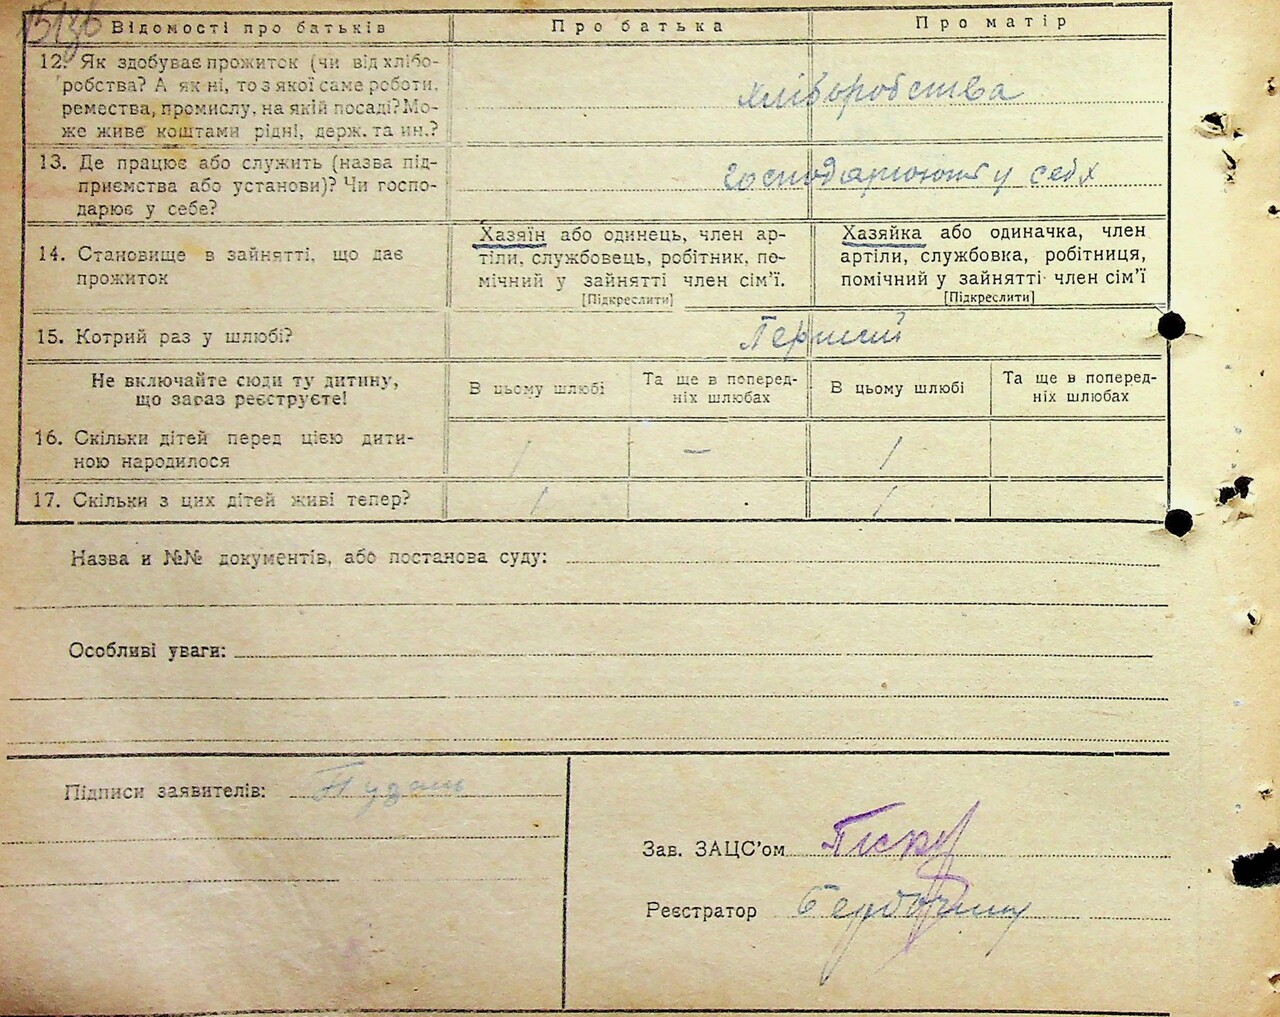 Відомості про батьків Про батька Про матір
12. Як здобуває прожиток (чи від хлібо-
робства? А як ні, то з якої саме роботи,
ремества, промислу, на якій посаді? Мо-
же живе коштами рідні, держ. та ин.?
хліборобства
13. Де працює або служить (назва під-
приємства або установи)? Чи госпо-
дарює у себе?
господарюють у себя
14. Становище в зайнятті, що дає
прожиток
Хазяїн або одинець, член ар-
тіли, службовець, робітник, по-
мічний у зайнятті член сім'ї.
[Підкреслити]
Хазяйка або одиначка, член
артіли, службовка, робітниця,
помічний у зайнятті член сім'ї
[Підкреслити]
15. Котрий раз у шлюбі? Перший
Не включайте сюди ту дитину,
що зараз реєструєте!
В цьому шлюбі
Та ще в поперед-
ніх шлюбах
В цьому шлюбі
Та ще в поперед-
ніх шлюбах
16. Скільки дітей перед цією дити-
ною народилося
1 – 1
17. Скільки з цих дітей живі тепер? 1 1
Назва и №№ документів, або постанова суду:
Особливі уваги:
Підписи заявителів:
Зав. ЗАЦС'ом
Реєстратор